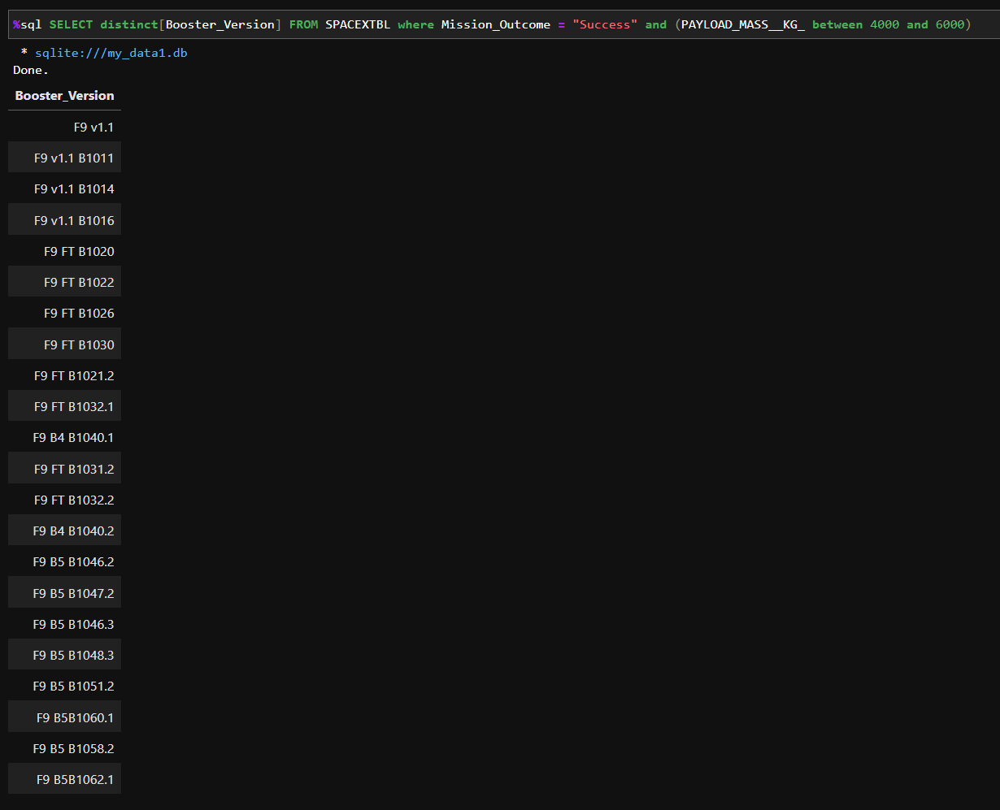 %sql SELECT distinct[Booster_Version] FROM SPACEXTBL where Mission_Outcome = "Success" and (PAYLOAD_MASS__KG_ between 4000 and 6000)
* sqlite:///my_data1.db
Done.
Booster_Version
F9 v1.1
F9 v1.1 B1011
F9 v1.1 B1014
F9 v1.1 B1016
F9 FT B1020
F9 FT B1022
F9 FT B1026
F9 FT B1030
F9 FT B1021.2
F9 FT B1032.1
F9 B4 B1040.1
F9 FT B1031.2
F9 FT B1032.2
F9 B4 B1040.2
F9 B5 B1046.2
F9 B5 B1047.2
F9 B5 B1046.3
F9 B5 B1048.3
F9 B5 B1051.2
F9 B5B1060.1
F9 B5 B1058.2
F9 B5B1062.1